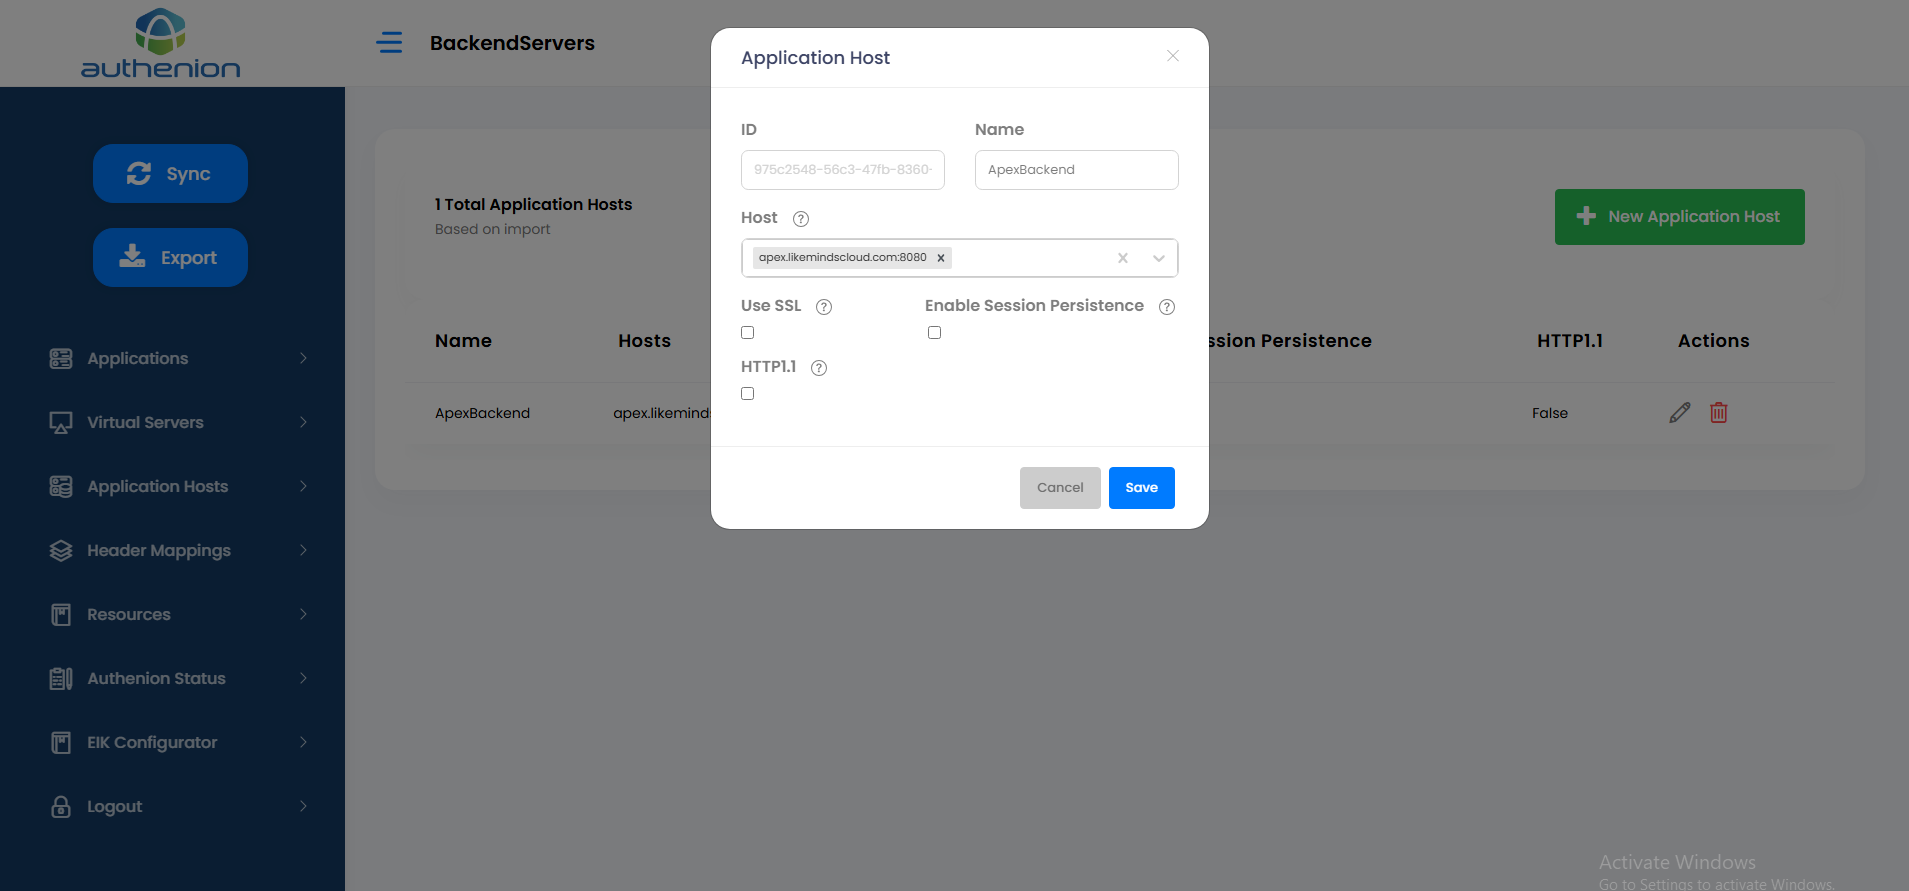 authenion
BackendServers
Application Host
Sync
Export
Applications
Virtual Servers
Application Hosts
Header Mappings
Resources
Authenion Status
EIK Configurator
Logout
1 Total Application Hosts
Based on import
New Application Host
ID
Name
975c2548-56c3-47fb-8360-
ApexBackend
Host ?
apex.likemindscloud.com:8080 x
Use SSL ?
Enable Session Persistence ?
HTTP1.1 ?
Cancel
Save
Name Hosts ssion Persistence HTTP1.1 Actions
ApexBackend apex.likeminds False
Activate Windows
Go to Settings to activate Windows.